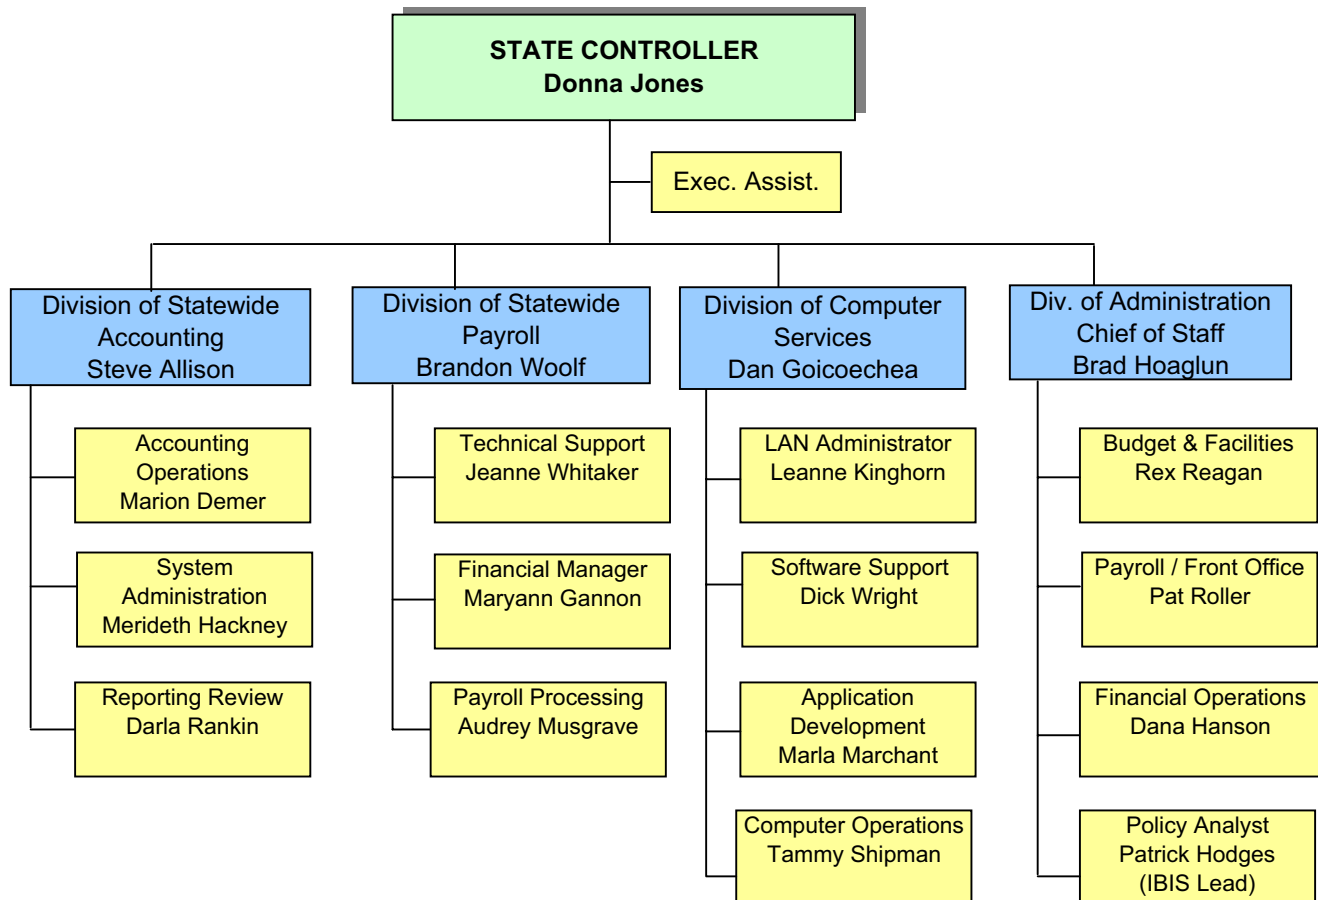 STATE CONTROLLER
Donna Jones
Exec. Assist.
Division of Statewide
Accounting
Steve Allison
Division of Statewide
Payroll
Brandon Woolf
Division of Computer
Services
Dan Goicoechea
Div. of Administration
Chief of Staff
Brad Hoaglun
Accounting
Operations
Marion Demer
System
Administration
Merideth Hackney
Reporting Review
Darla Rankin
Technical Support
Jeanne Whitaker
Financial Manager
Maryann Gannon
Payroll Processing
Audrey Musgrave
LAN Administrator
Leanne Kinghorn
Software Support
Dick Wright
Application
Development
Marla Marchant
Computer Operations
Tammy Shipman
Budget & Facilities
Rex Reagan
Payroll / Front Office
Pat Roller
Financial Operations
Dana Hanson
Policy Analyst
Patrick Hodges
(IBIS Lead)